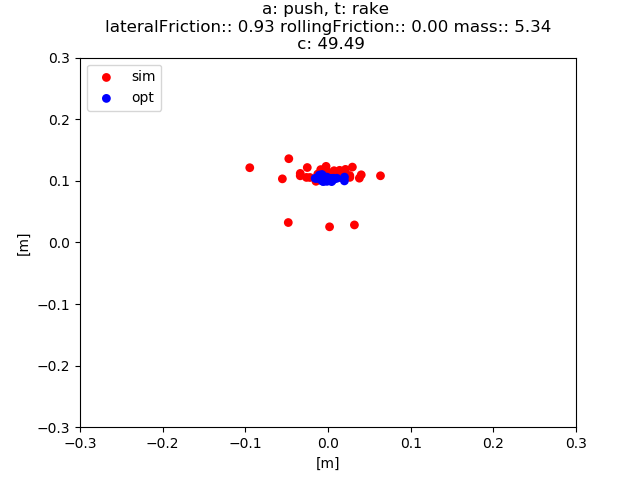 a: push, t: rake
lateralFriction:: 0.93 rollingFriction:: 0.00 mass:: 5.34
c: 49.49
sim
opt
0.3
0.2
0.1
0.0
−0.1
−0.2
−0.3
[m]
−0.3
−0.2
−0.1
0.0
0.1
0.2
0.3
[m]